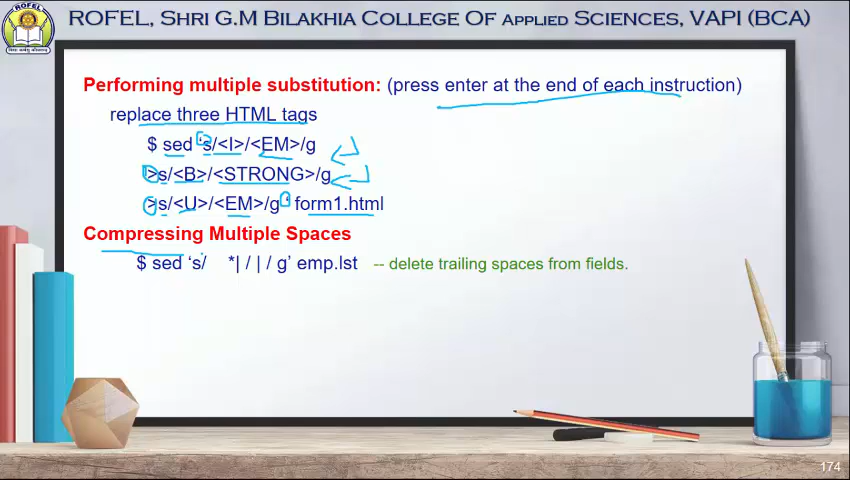 ROFEL, SHRI G.M BILAKHIA COLLEGE OF APPLIED SCIENCES, VAPI (BCA)
Performing multiple substitution: (press enter at the end of each instruction)
replace three HTML tags
$ sed ‘s/<I>/<EM>/g
>s/<B>/<STRONG>/g
>s/<U>/<EM>/g ‘ form1.html
Compressing Multiple Spaces
$ sed ‘s/ *| / | / g’ emp.lst -- delete trailing spaces from fields.
174
ROFEL